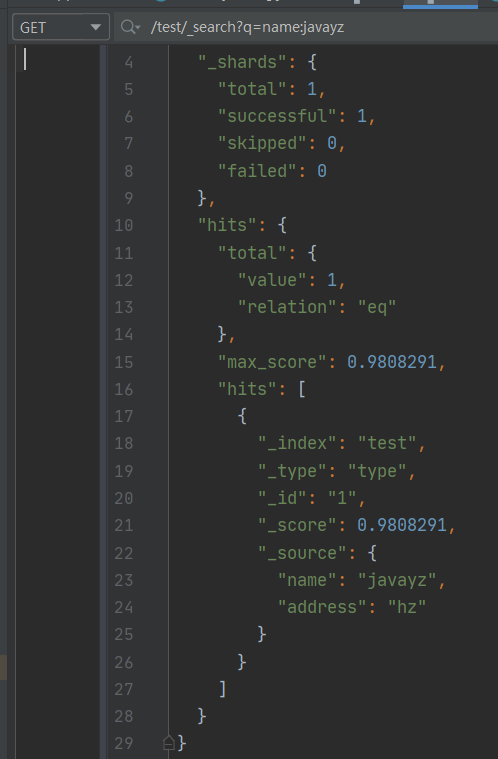 GET
/test/_search?q=name:javayz
4 "_shards": {
5 "total": 1,
6 "successful": 1,
7 "skipped": 0,
8 "failed": 0
9 },
10 "hits": {
11 "total": {
12 "value": 1,
13 "relation": "eq"
14 },
15 "max_score": 0.9808291,
16 "hits": [
17 {
18 "_index": "test",
19 "_type": "type",
20 "_id": "1",
21 "_score": 0.9808291,
22 "_source": {
23 "name": "javayz",
24 "address": "hz"
25 }
26 }
27 ]
28 }
29 }